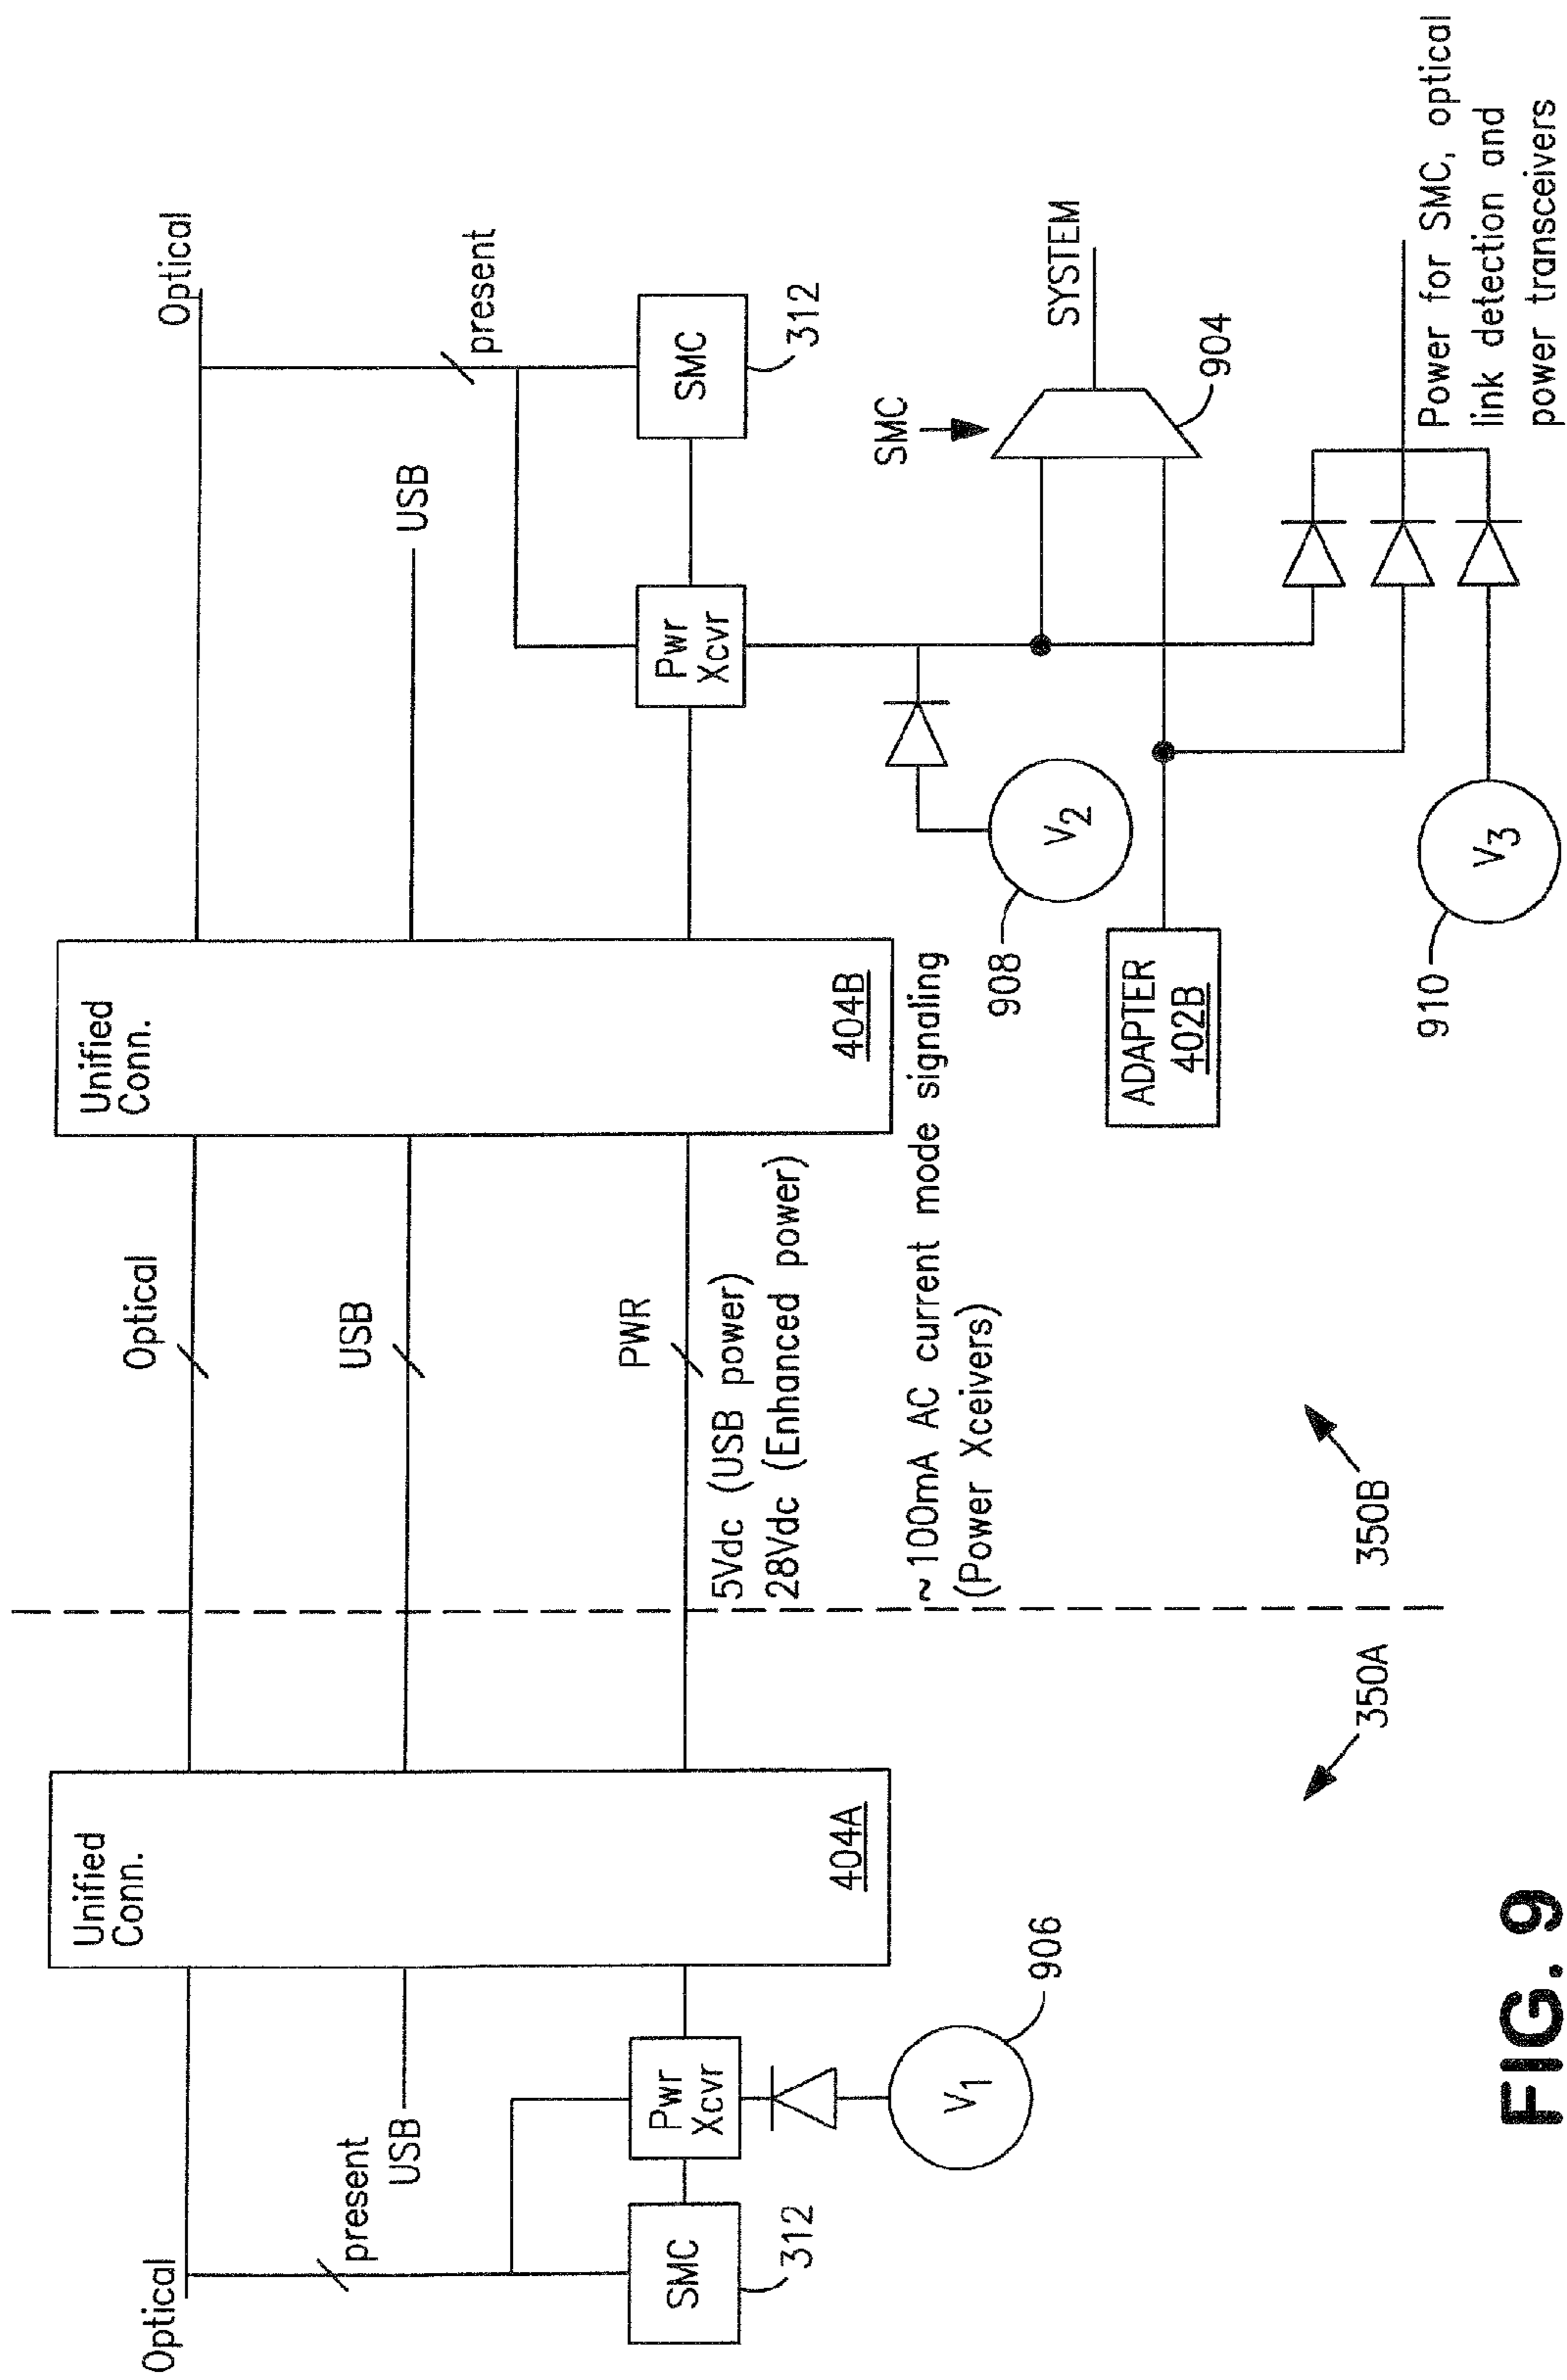 Optical
present
USB
SMC
312
Pwr
Xcvr
V1
906
Unified
Conn.
404A
Optical
USB
PWR
5Vdc (USB power)
28Vdc (Enhanced power)
~100mA AC current mode signaling
(Power Xceivers)
350A
350B
Unified
Conn.
404B
Optical
present
USB
Pwr
Xcvr
SMC
312
SMC
SYSTEM
904
V2
908
ADAPTER
402B
V3
910
Power for SMC, optical
link detection and
power transceivers
FIG. 9